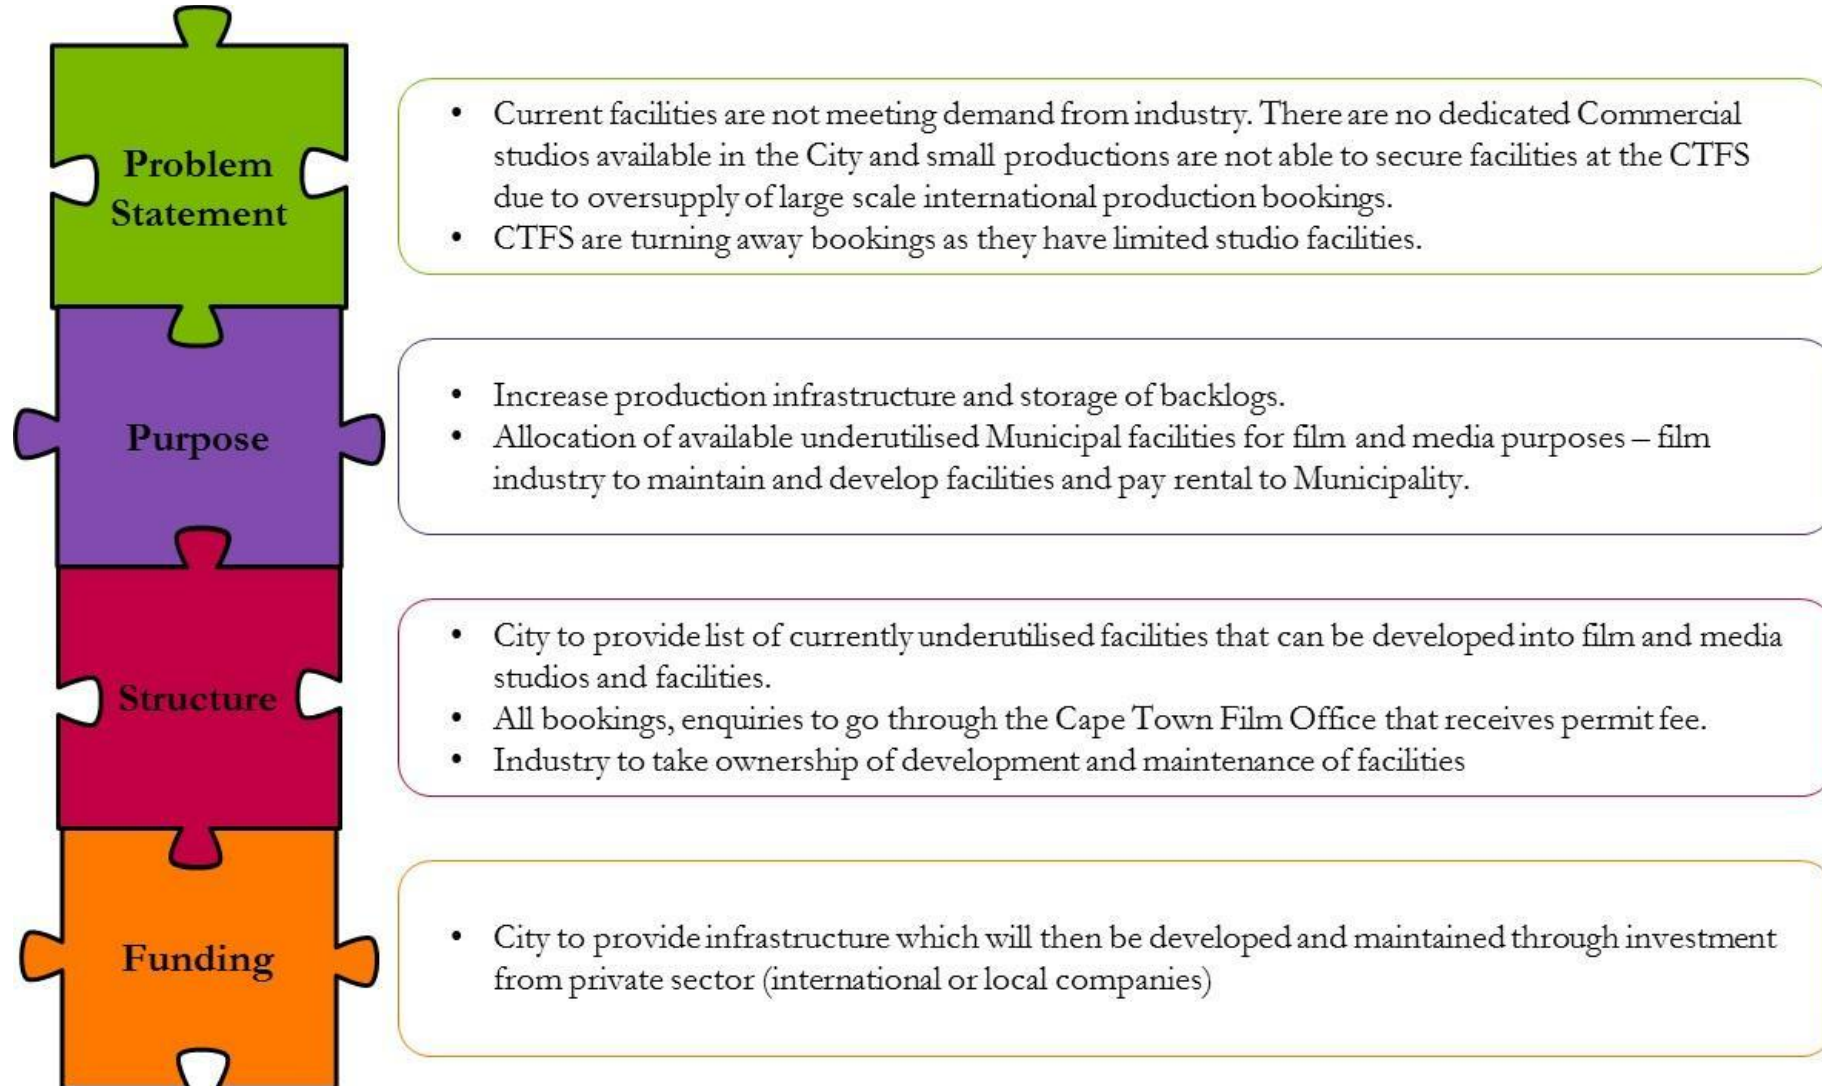 Problem
Statement
• Current facilities are not meeting demand from industry. There are no dedicated Commercial
studios available in the City and small productions are not able to secure facilities at the CTFS
due to oversupply of large scale international production bookings.
• CTFS are turning away bookings as they have limited studio facilities.
Purpose
• Increase production infrastructure and storage of backlogs.
• Allocation of available underutilised Municipal facilities for film and media purposes – film
industry to maintain and develop facilities and pay rental to Municipality.
Structure
• City to provide list of currently underutilised facilities that can be developed into film and media
studios and facilities.
• All bookings, enquiries to go through the Cape Town Film Office that receives permit fee.
• Industry to take ownership of development and maintenance of facilities
Funding
• City to provide infrastructure which will then be developed and maintained through investment
from private sector (international or local companies)